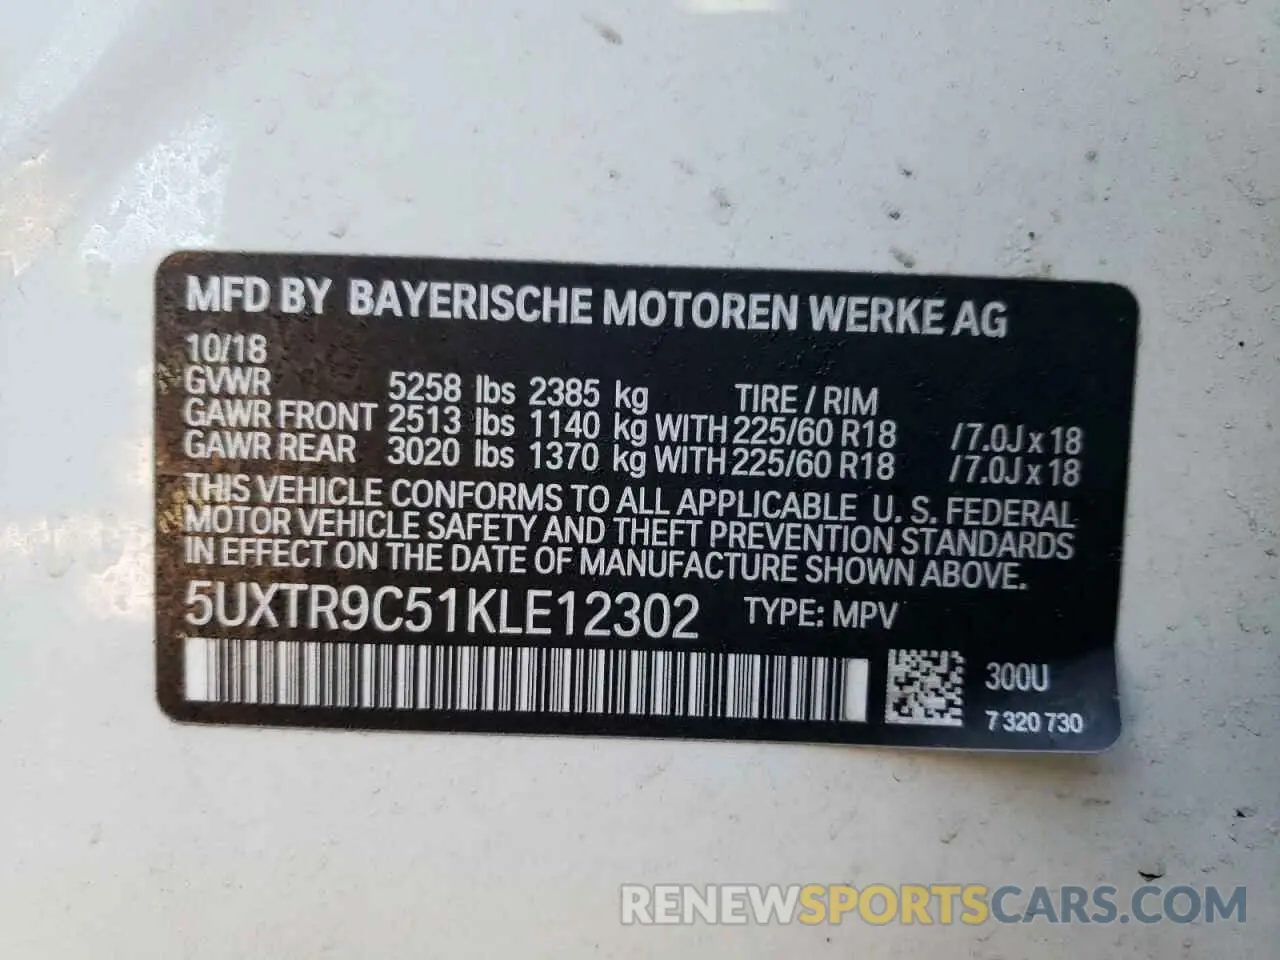 MFD BY BAYERISCHE MOTOREN WERKE AG
10/18
GVWR 5258 lbs 2385 kg TIRE / RIM
GAWR FRONT 2513 lbs 1140 kg WITH 225/60 R18 /7.0J x 18
GAWR REAR 3020 lbs 1370 kg WITH 225/60 R18 /7.0J x 18
THIS VEHICLE CONFORMS TO ALL APPLICABLE U. S. FEDERAL
MOTOR VEHICLE SAFETY AND THEFT PREVENTION STANDARDS
IN EFFECT ON THE DATE OF MANUFACTURE SHOWN ABOVE.
5UXTR9C51KLE12302 TYPE: MPV
300U
7 320 730
RENEWSPORTSCARS.COM